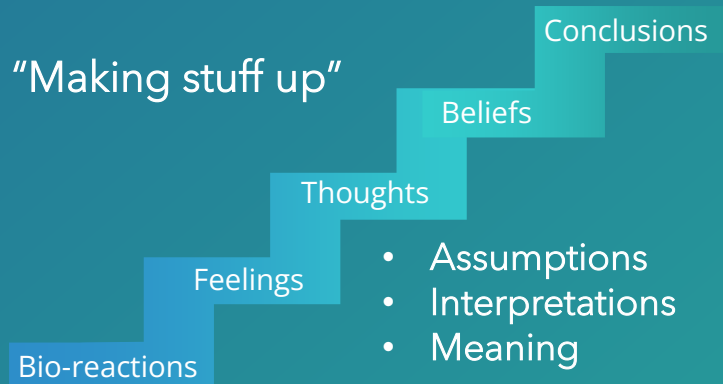 Conclusions
“Making stuff up”
Beliefs
Thoughts
• Assumptions
Feelings
• Interpretations
• Meaning
Bio-reactions